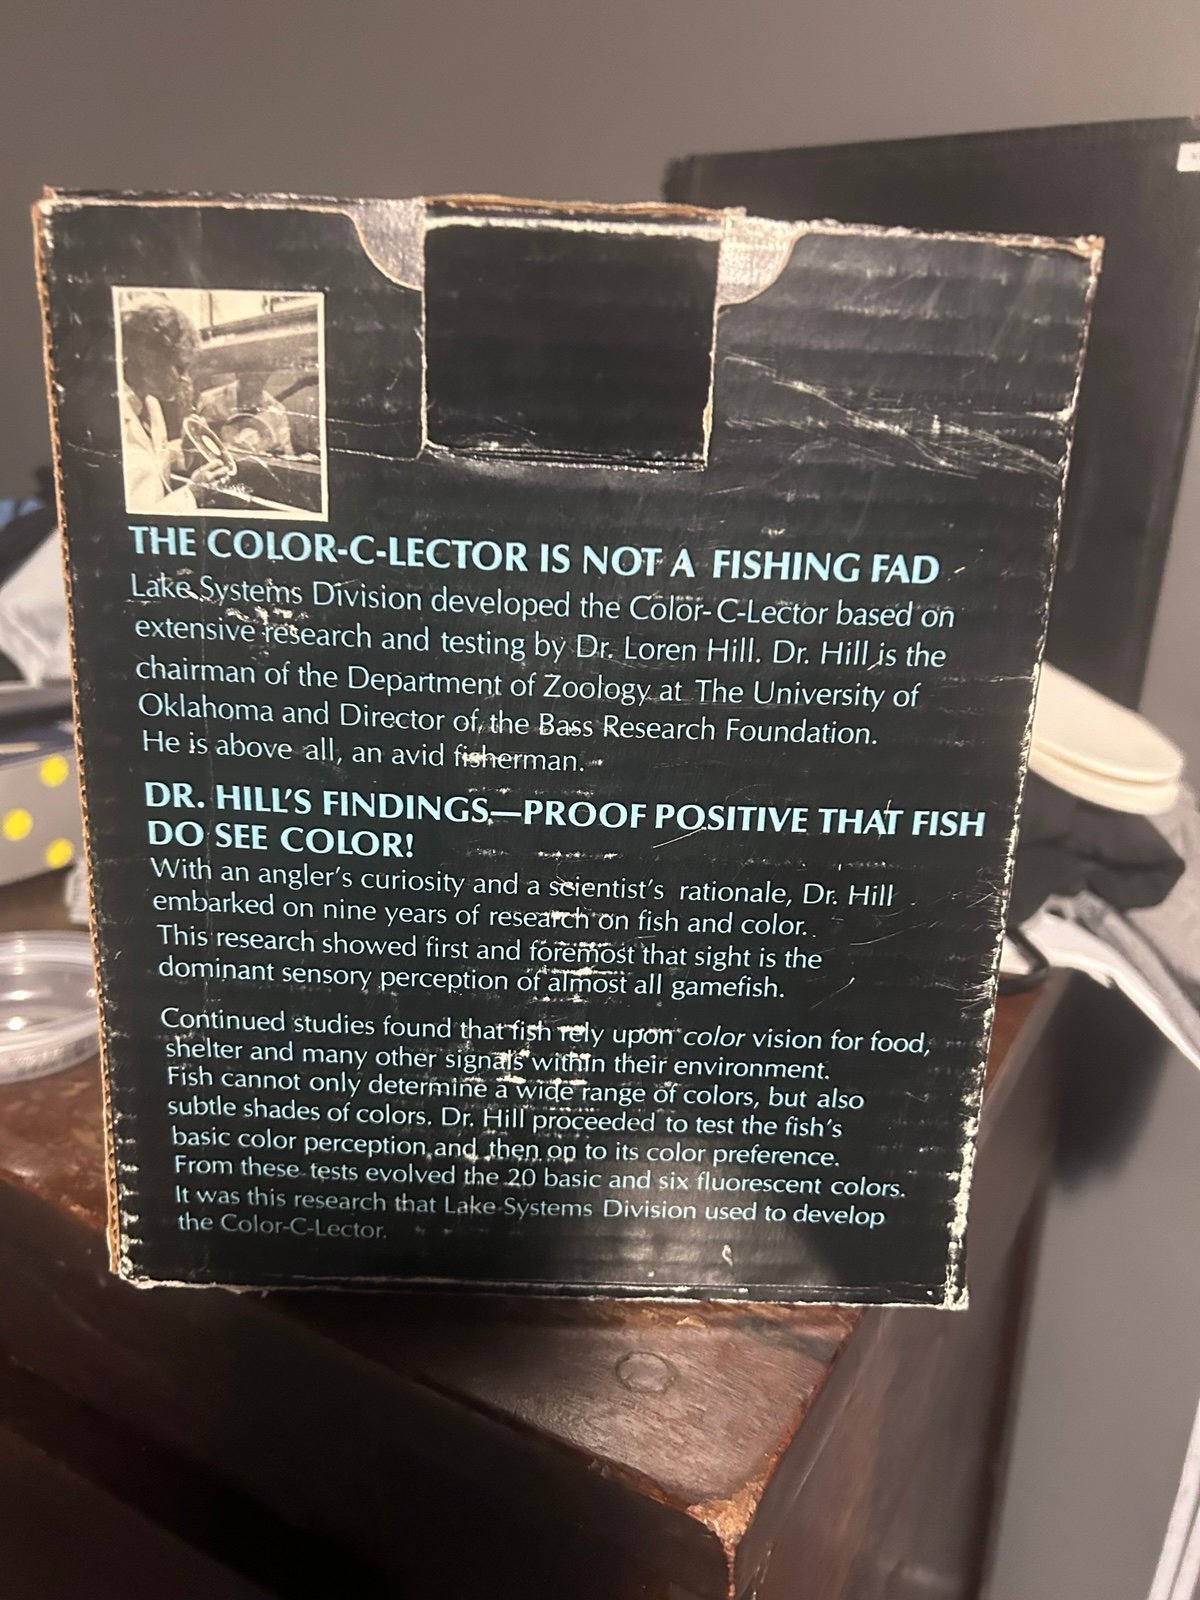 THE COLOR-C-LECTOR IS NOT A FISHING FAD
Lake Systems Division developed the Color-C-Lector based on
extensive research and testing by Dr. Loren Hill. Dr. Hill is the
chairman of the Department of Zoology at The University of
Oklahoma and Director of the Bass Research Foundation.
He is above all, an avid fisherman.
DR. HILL'S FINDINGS—PROOF POSITIVE THAT FISH
DO SEE COLOR!
With an angler's curiosity and a scientist's rationale, Dr. Hill
embarked on nine years of research on fish and color.
This research showed first and foremost that sight is the
dominant sensory perception of almost all gamefish.
Continued studies found that fish rely upon color vision for food,
shelter and many other signals within their environment.
Fish cannot only determine a wide range of colors, but also
subtle shades of colors. Dr. Hill proceeded to test the fish's
basic color perception and then on to its color preference.
From these tests evolved the 20 basic and six fluorescent colors.
It was this research that Lake Systems Division used to develop
the Color-C-Lector.